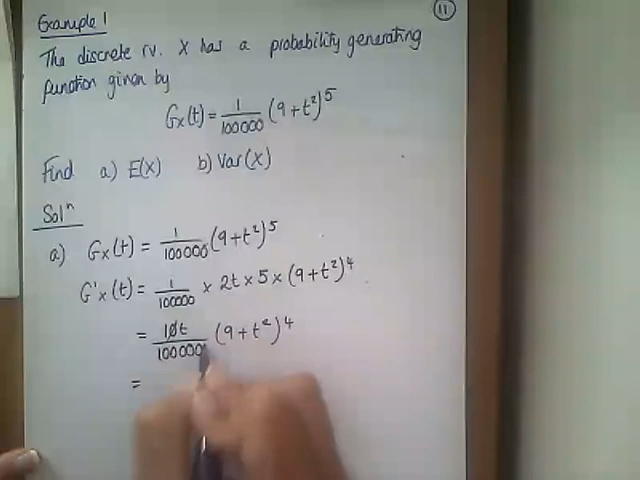 11
Example 1
The discrete rv. X has a probability generating
function given by
Gx(t) = 1/100000 (9+t²)⁵
Find a) E(X) b) Var(X)
Solⁿ
a) Gx(t) = 1/100000 (9+t²)⁵
G'x(t) = 1/100000 × 2t × 5 × (9+t²)⁴
= 10t/100000 (9+t²)⁴
=